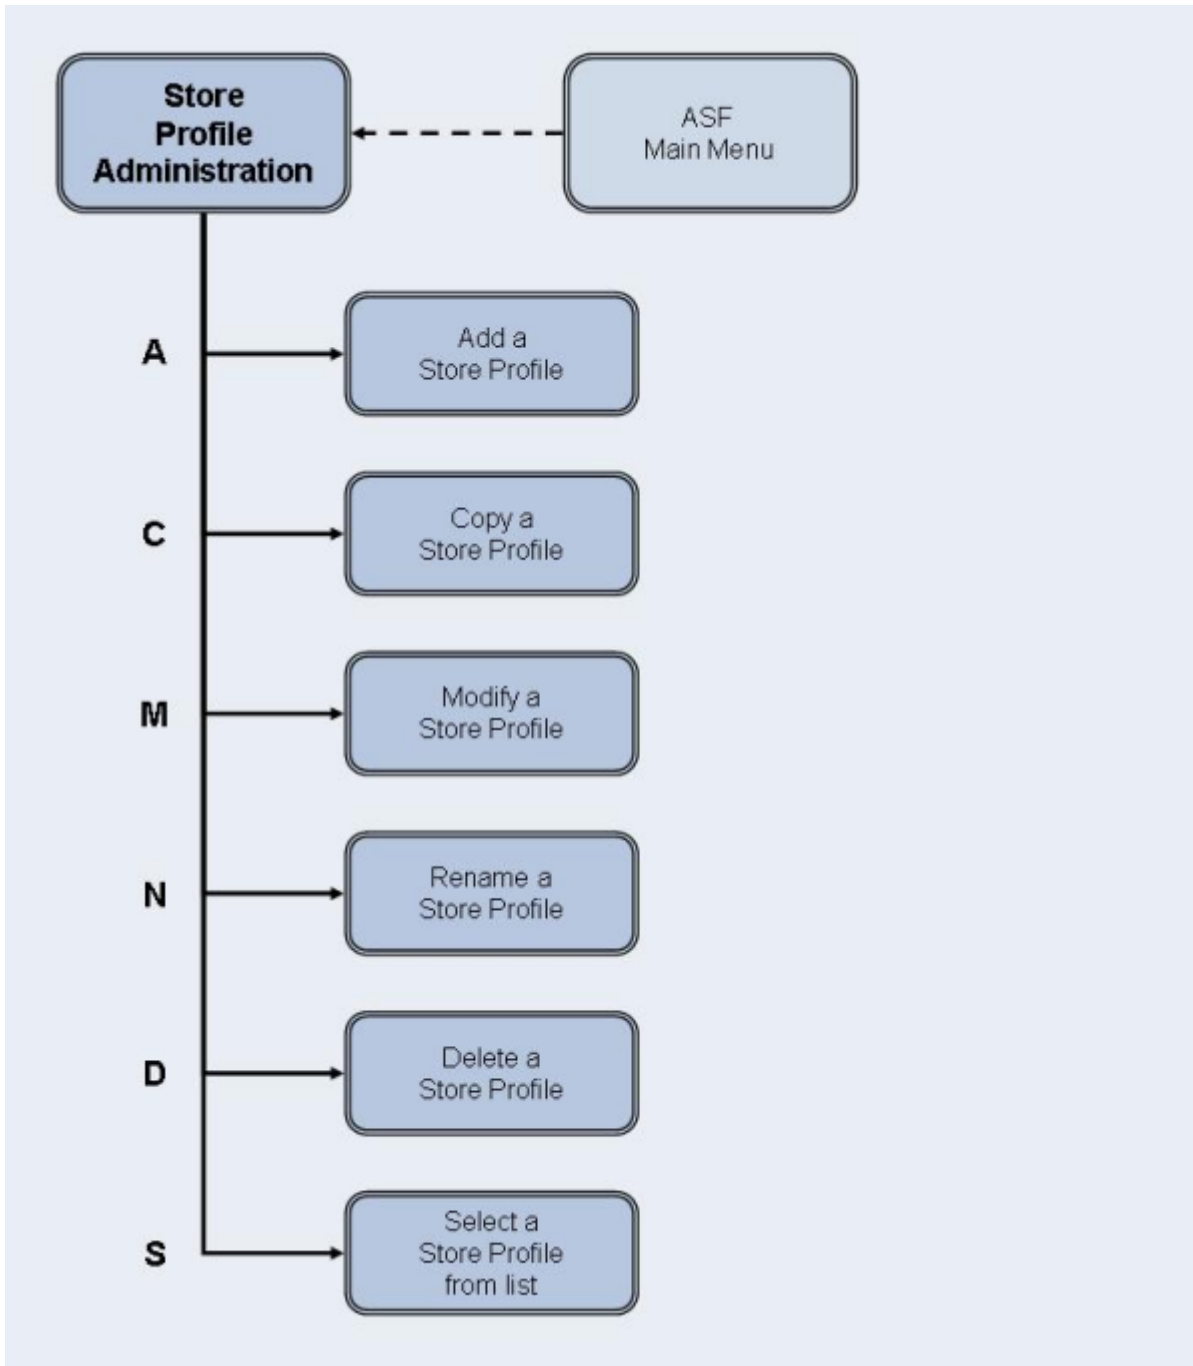 Store
Profile
Administration
ASF
Main Menu
A
Add a
Store Profile
C
Copy a
Store Profile
M
Modify a
Store Profile
N
Rename a
Store Profile
D
Delete a
Store Profile
S
Select a
Store Profile
from list